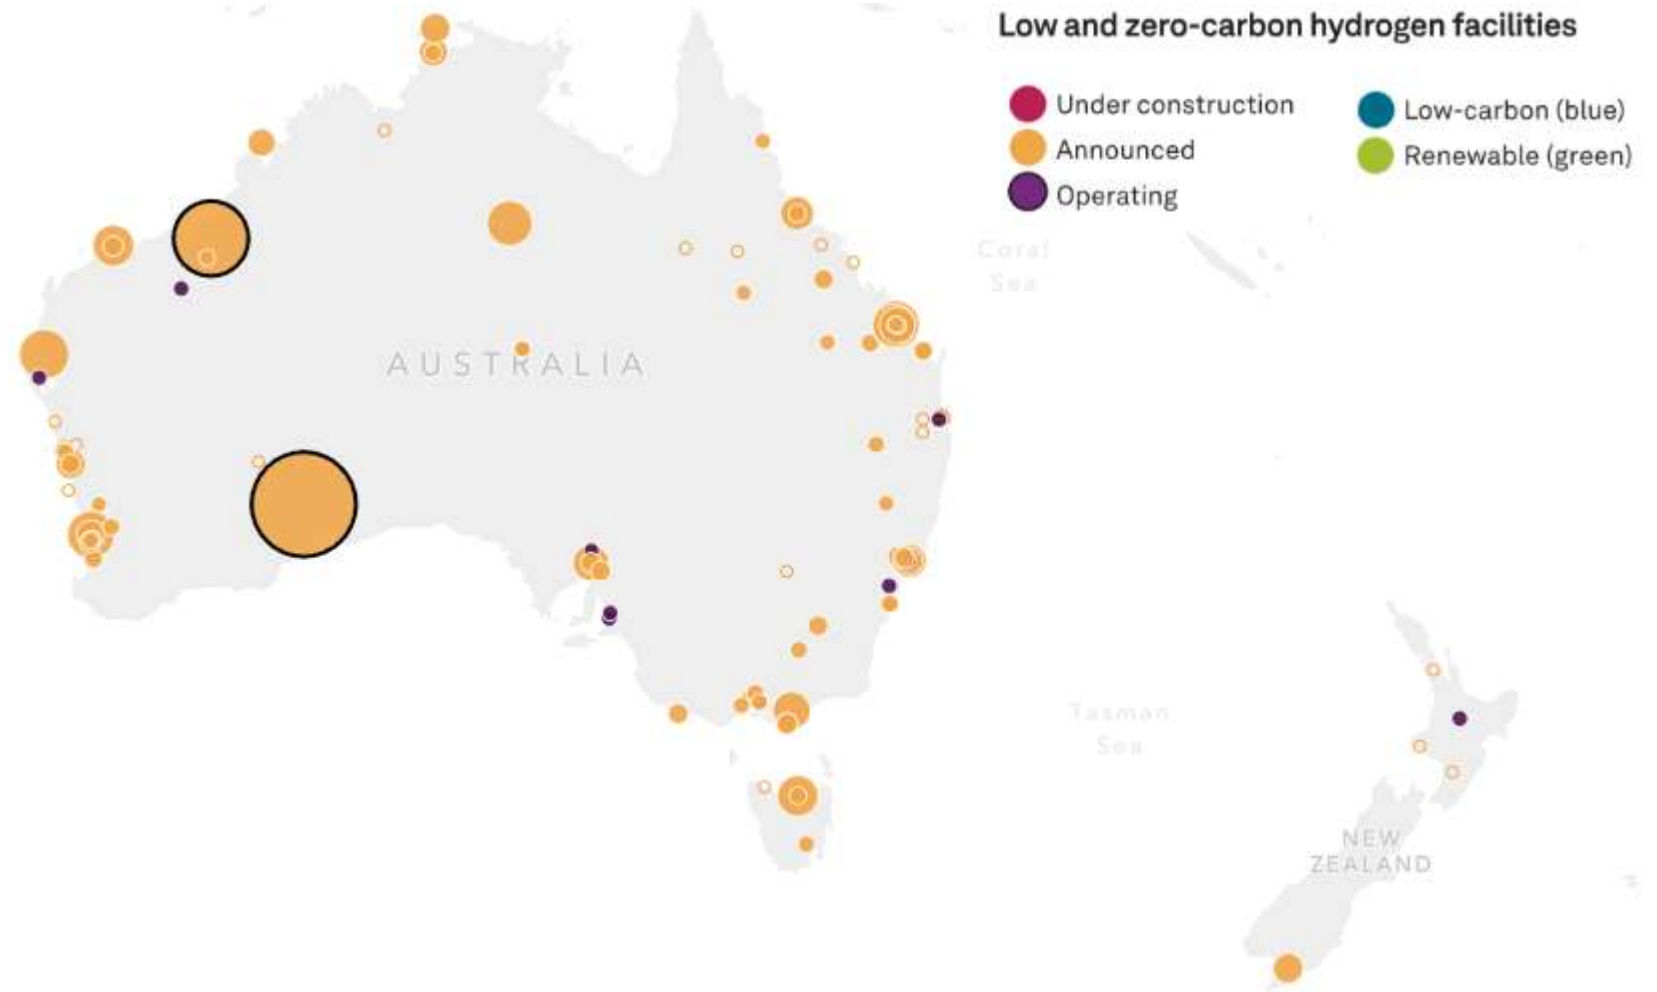 Low and zero-carbon hydrogen facilities
Under construction
Announced
Operating
Low-carbon (blue)
Renewable (green)
Coral
Sea
AUSTRALIA
Tasman
Sea
NEW
ZEALAND